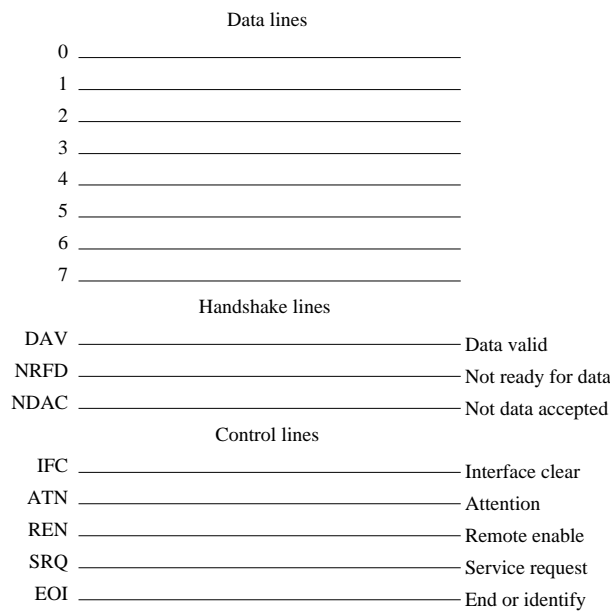 Data lines
0
1
2
3
4
5
6
7
Handshake lines
DAV Data valid
NRFD Not ready for data
NDAC Not data accepted
Control lines
IFC Interface clear
ATN Attention
REN Remote enable
SRQ Service request
EOI End or identify